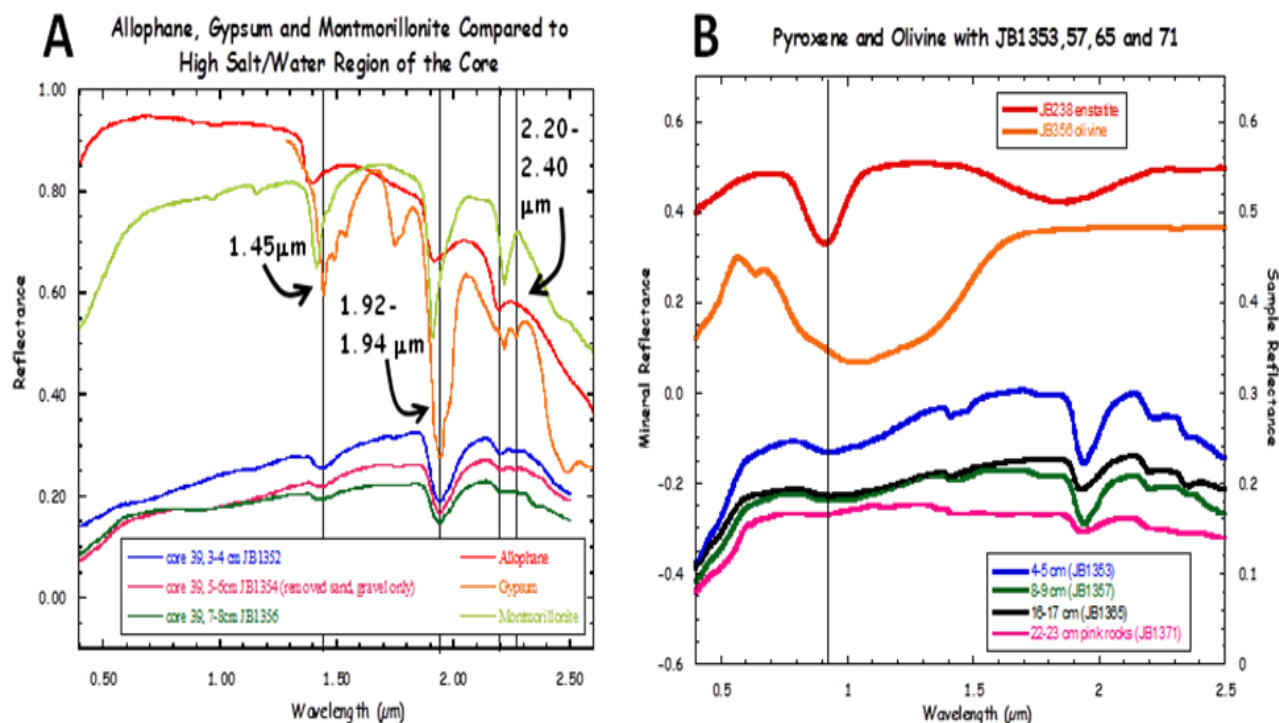 A
Allophane, Gypsum and Montmorillonite Compared to
High Salt/Water Region of the Core
1.00
0.80
0.60
0.40
0.20
0.00
Reflectance
1.45μm
1.92-
1.94 μm
2.20-
2.40
μm
core 39, 3-4 cm JB1352
core 39, 5-6cm JB1354 (removed sand, gravel only)
core 39, 7-8cm JB1356
Allophane
Gypsum
Montmorillonite
0.50
1.00
1.50
2.00
2.50
Wavelength (μm)
B
Pyroxene and Olivine with JB1353,57, 65 and 71
0.6
0.4
0.2
0.0
-0.2
-0.4
-0.6
Mineral Reflectance
JB238 enstatite
JB356 olivine
0.6
0.5
0.4
0.3
0.2
0.1
0
Sample Reflectance
4-5 cm (JB1353)
8-9 cm (JB1357)
16-17 cm (JB1365)
22-23 cm pink rocks (JB1371)
0.5
1
1.5
2
2.5
Wavelength (μm)